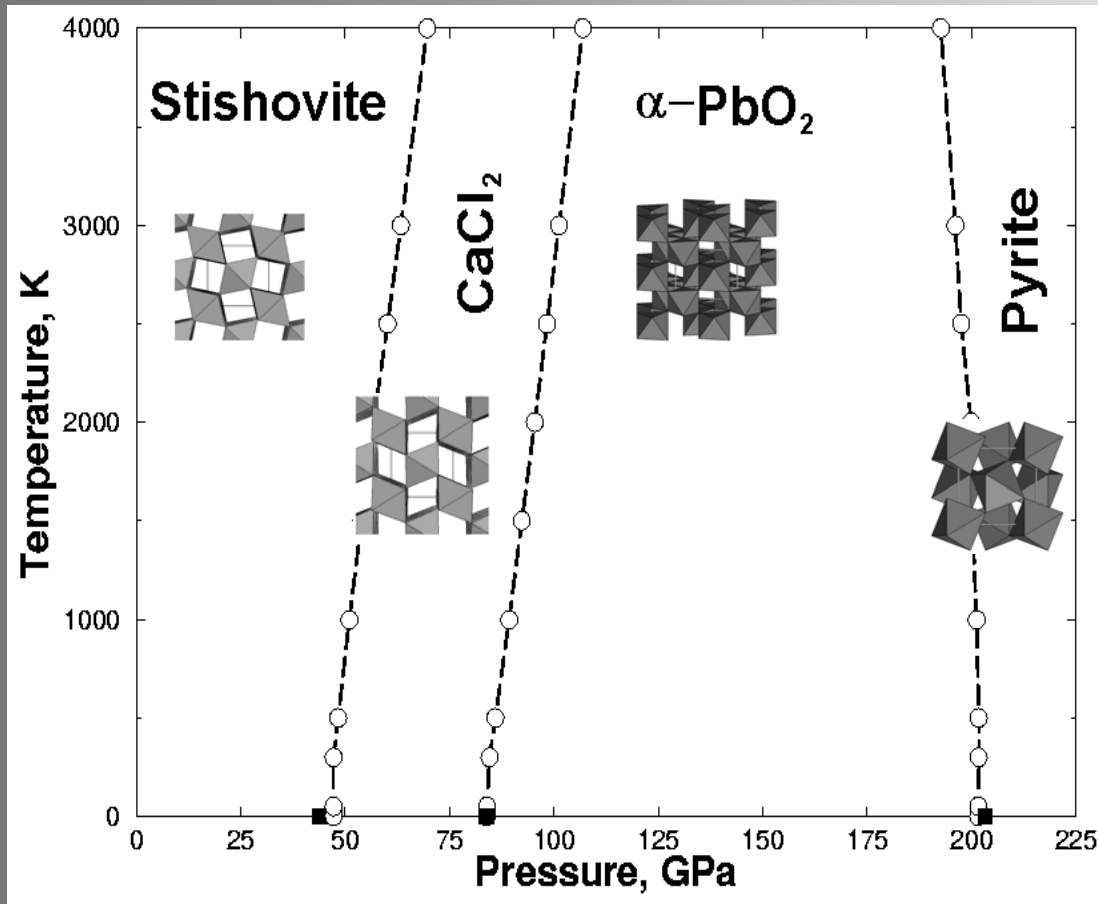 4000
3000
2000
1000
0
Temperature, K
Stishovite
CaCl₂
α−PbO₂
Pyrite
0 25 50 75 100 125 150 175 200 225
Pressure, GPa